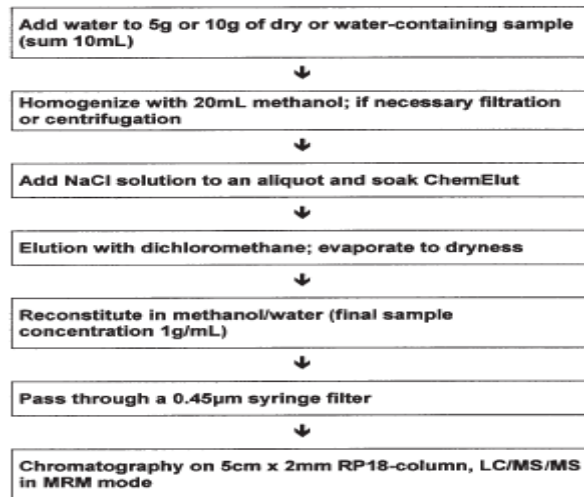 Add water to 5g or 10g of dry or water-containing sample
(sum 10mL)
Homogenize with 20mL methanol; if necessary filtration
or centrifugation
Add NaCl solution to an aliquot and soak ChemElut
Elution with dichloromethane; evaporate to dryness
Reconstitute in methanol/water (final sample
concentration 1g/mL)
Pass through a 0.45µm syringe filter
Chromatography on 5cm x 2mm RP18-column, LC/MS/MS
in MRM mode